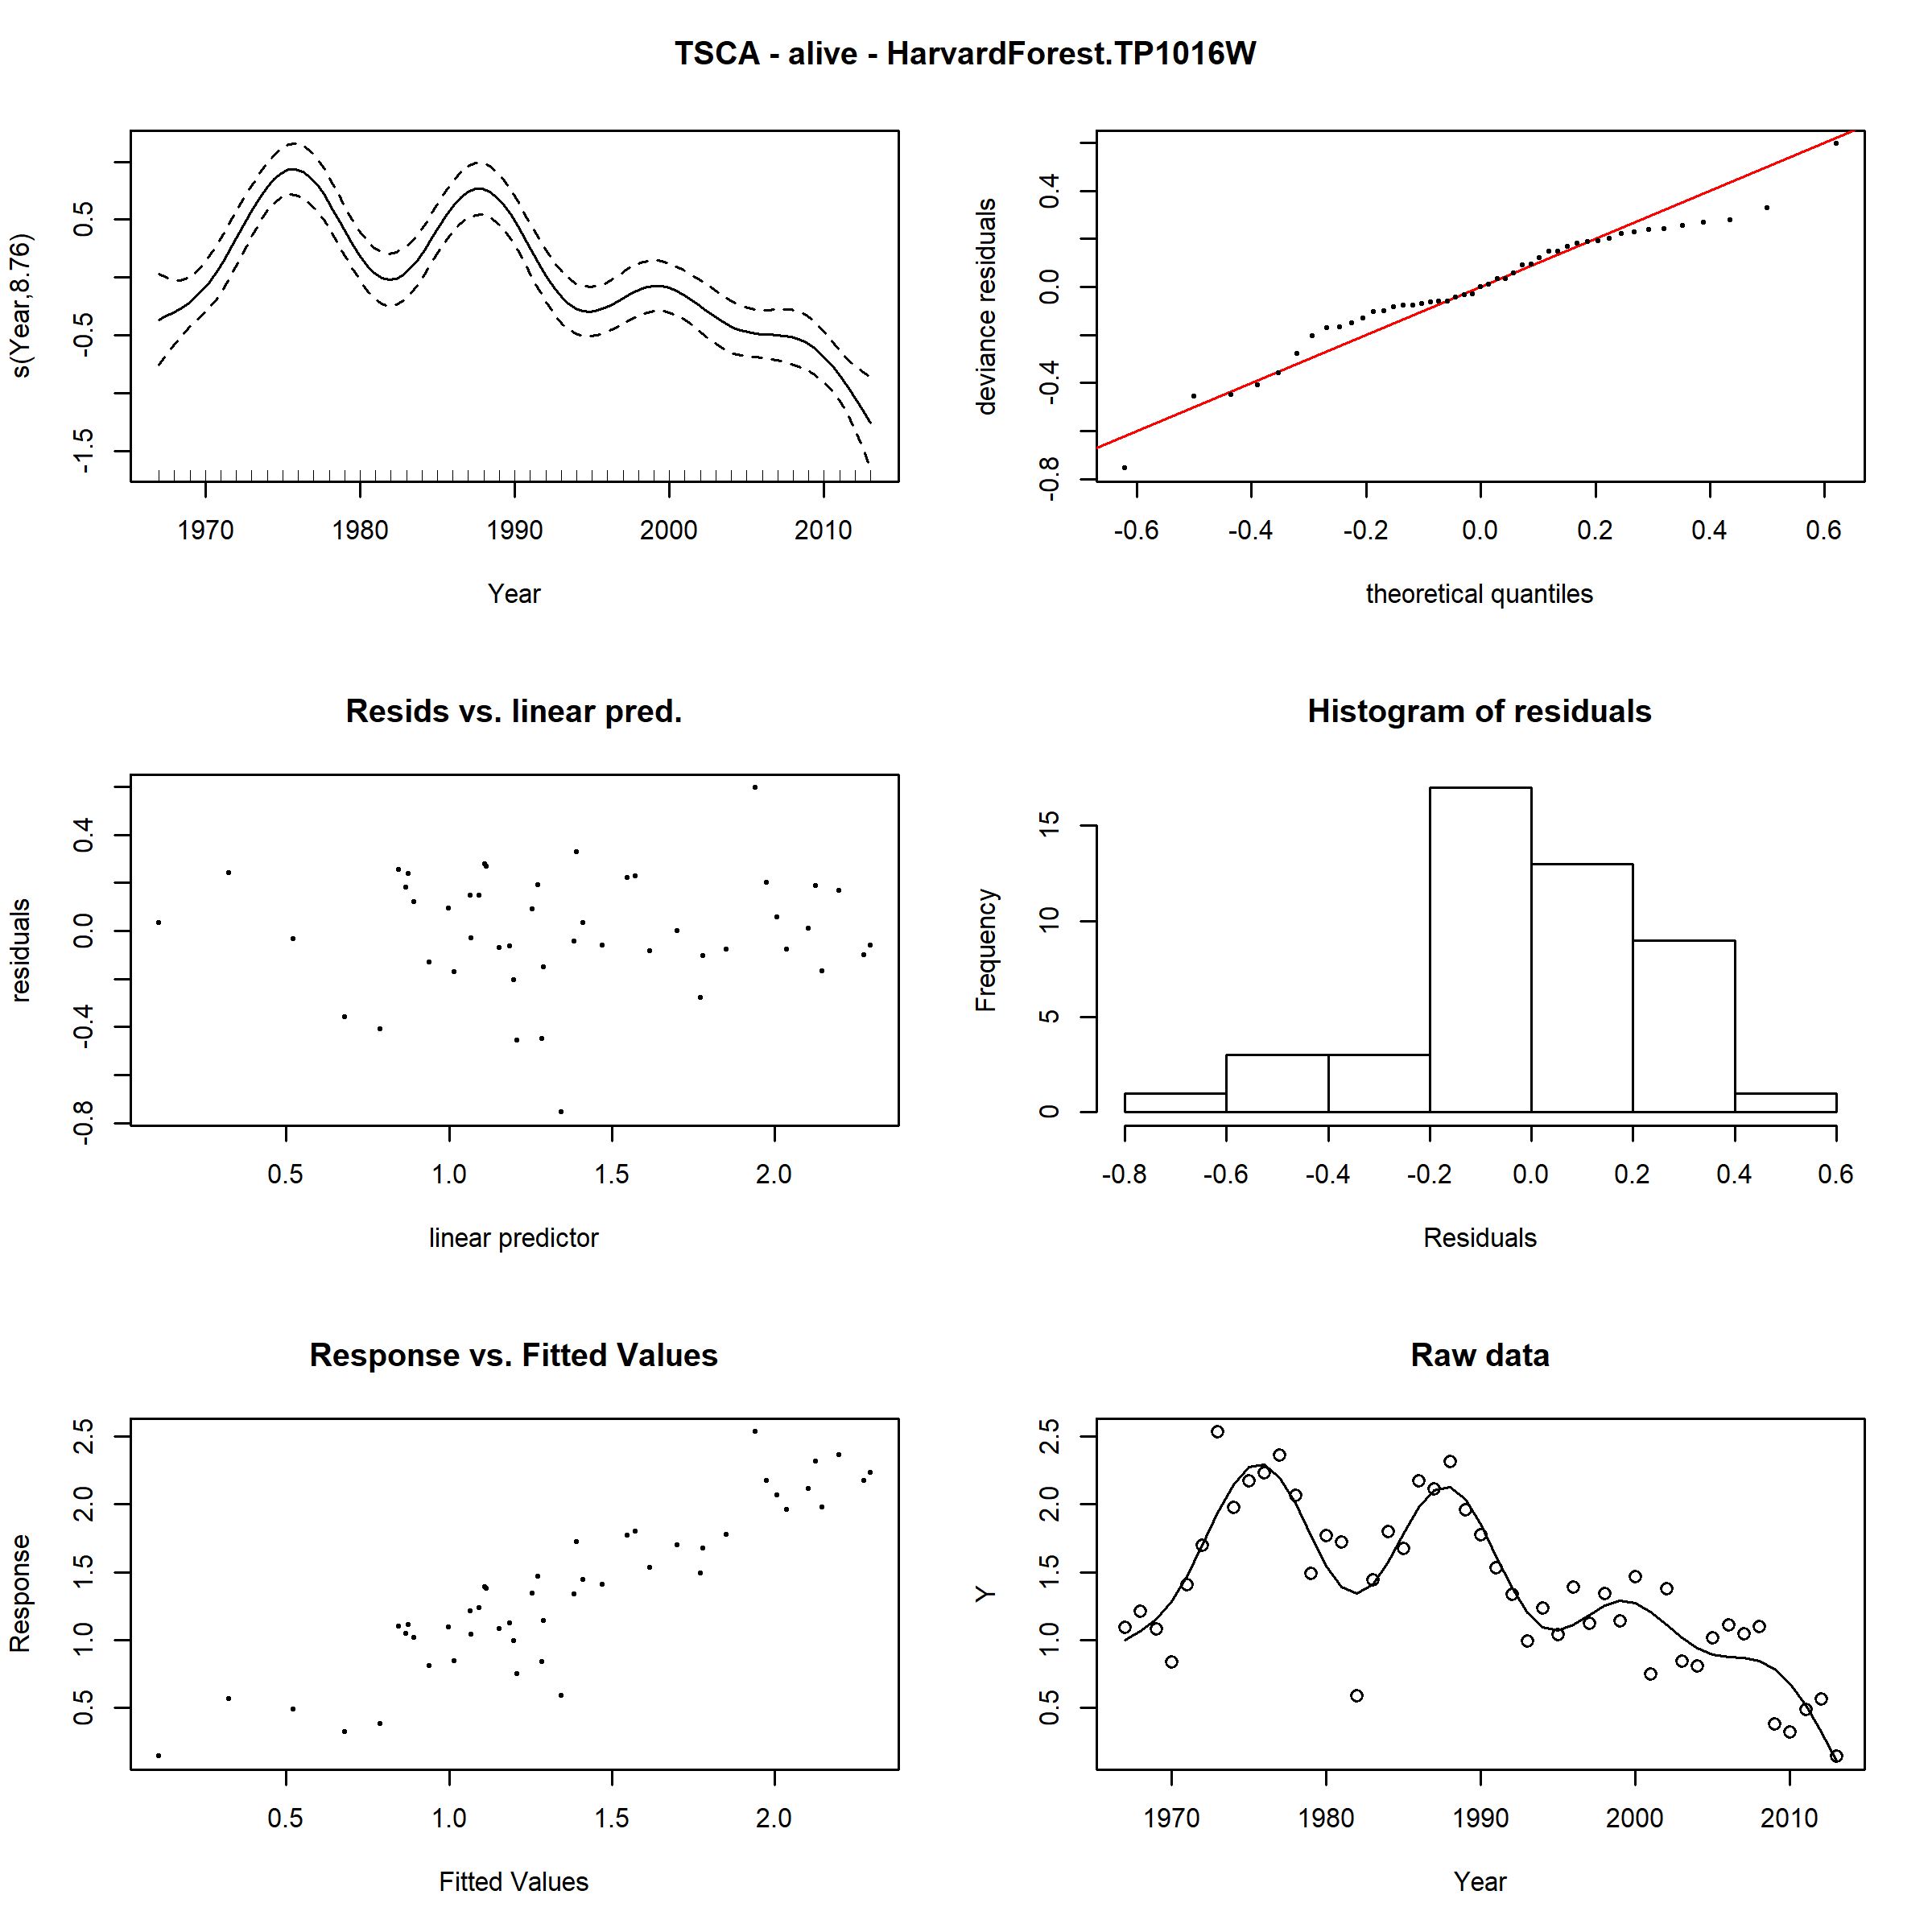 TSCA - alive - HarvardForest.TP1016W
s(Year,8.76)
0.5
-0.5
-1.5
1970 1980 1990 2000 2010
Year
deviance residuals
0.4
0.0
-0.4
-0.8
-0.6 -0.4 -0.2 0.0 0.2 0.4 0.6
theoretical quantiles
Resids vs. linear pred.
residuals
0.4
0.0
-0.4
-0.8
0.5 1.0 1.5 2.0
linear predictor
Histogram of residuals
Frequency
15
10
5
0
-0.8 -0.6 -0.4 -0.2 0.0 0.2 0.4 0.6
Residuals
Response vs. Fitted Values
Response
2.5
2.0
1.5
1.0
0.5
0.5 1.0 1.5 2.0
Fitted Values
Raw data
Y
2.5
2.0
1.5
1.0
0.5
1970 1980 1990 2000 2010
Year